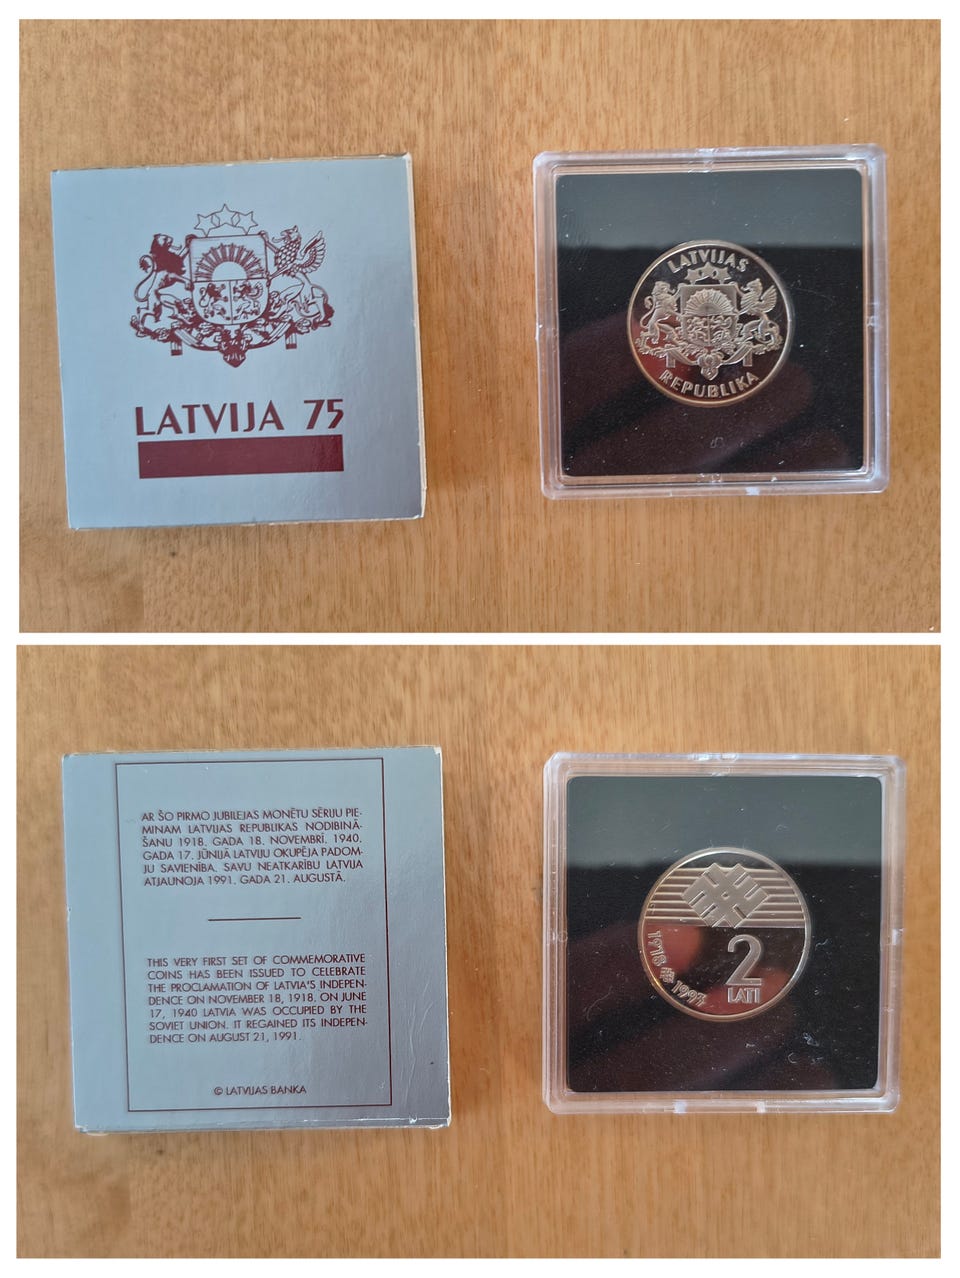 LATVIJA 75
LATVIJAS
REPUBLIKA
AR ŠO PIRMO JUBILEJAS MONĒTU SĒRIJU PIE-
MINAM LATVIJAS REPUBLIKAS NODIBINĀ-
ŠANU 1918. GADA 18. NOVEMBRĪ. 1940.
GADA 17. JŪNIJĀ LATVIJU OKUPĒJA PADOM-
JU SAVIENĪBA. SAVU NEATKARĪBU LATVIJA
ATJAUNOJA 1991. GADA 21. AUGUSTĀ.
THIS VERY FIRST SET OF COMMEMORATIVE
COINS HAS BEEN ISSUED TO CELEBRATE
THE PROCLAMATION OF LATVIA'S INDEPEN-
DENCE ON NOVEMBER 18, 1918. ON JUNE
17, 1940 LATVIA WAS OCCUPIED BY THE
SOVIET UNION. IT REGAINED ITS INDEPEN-
DENCE ON AUGUST 21, 1991.
© LATVIJAS BANKA
2
LATI
1918 1993